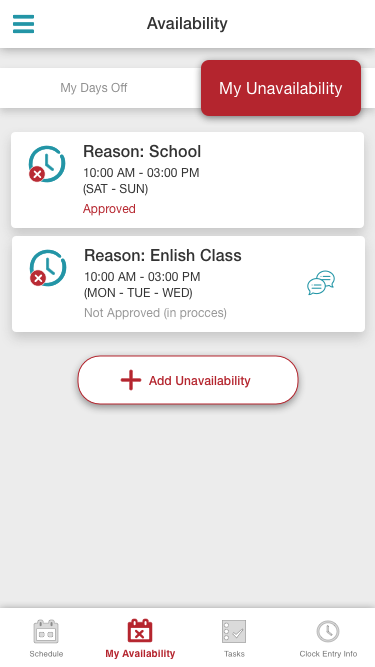 Availability
My Days Off
My Unavailability
Reason: School
10:00 AM - 03:00 PM
(SAT - SUN)
Approved
Reason: Enlish Class
10:00 AM - 03:00 PM
(MON - TUE - WED)
Not Approved (in procces)
Add Unavailability
Schedule
My Availability
Tasks
Clock Entry Info